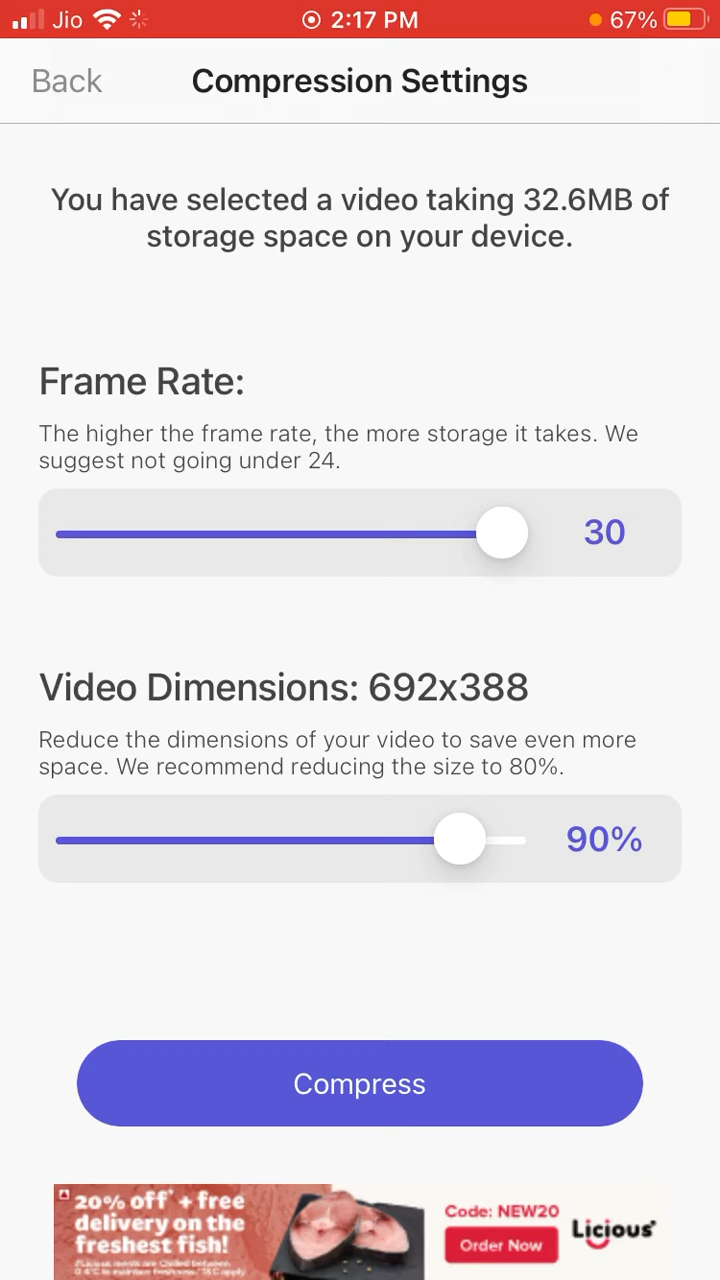 Jio 2:17 PM 67%
Back Compression Settings
You have selected a video taking 32.6MB of
storage space on your device.
Frame Rate:
The higher the frame rate, the more storage it takes. We
suggest not going under 24.
30
Video Dimensions: 692x388
Reduce the dimensions of your video to save even more
space. We recommend reducing the size to 80%.
90%
Compress
20% off* + free
delivery on the
freshest fish!
Code: NEW20
Order Now
Licious®